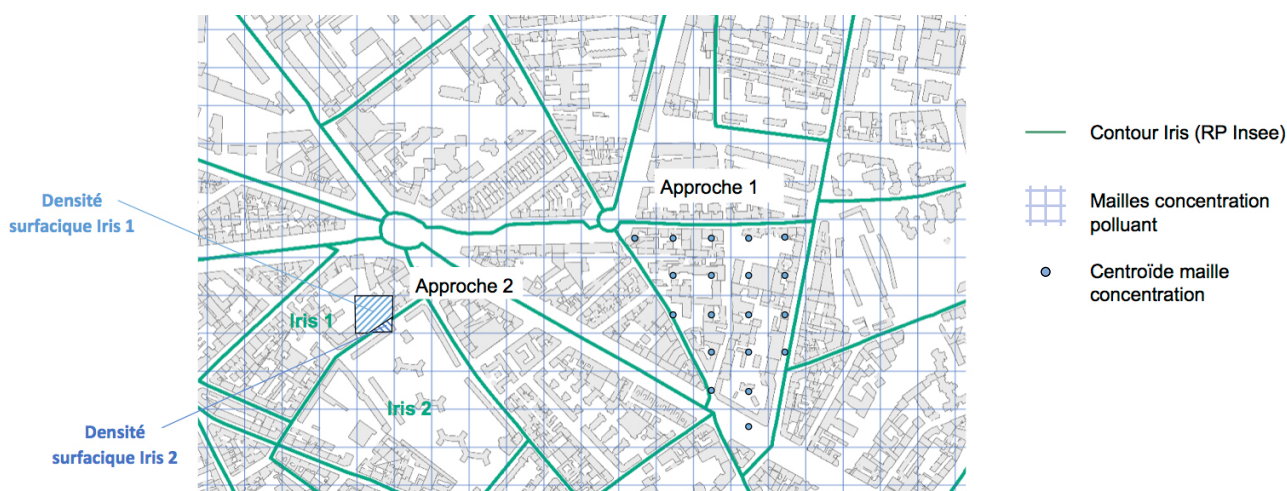 Approche 1
Contour Iris (RP Insee)
Mailles concentration
polluant
Centroïde maille
concentration
Densité
surfacique Iris 1
Approche 2
Iris 1
Iris 2
Densité
surfacique Iris 2